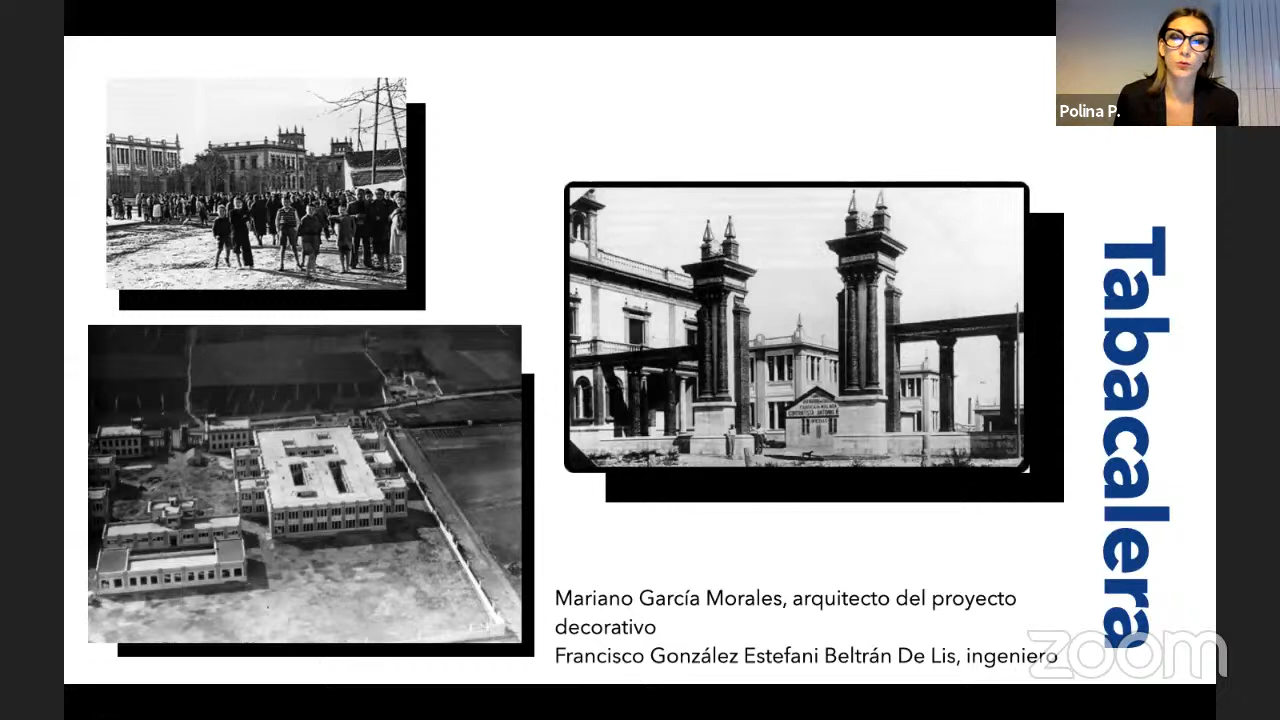 Polina P.
Tabacalera
Mariano García Morales, arquitecto del proyecto
decorativo
Francisco González Estefani Beltrán De Lis, ingeniero
zoom